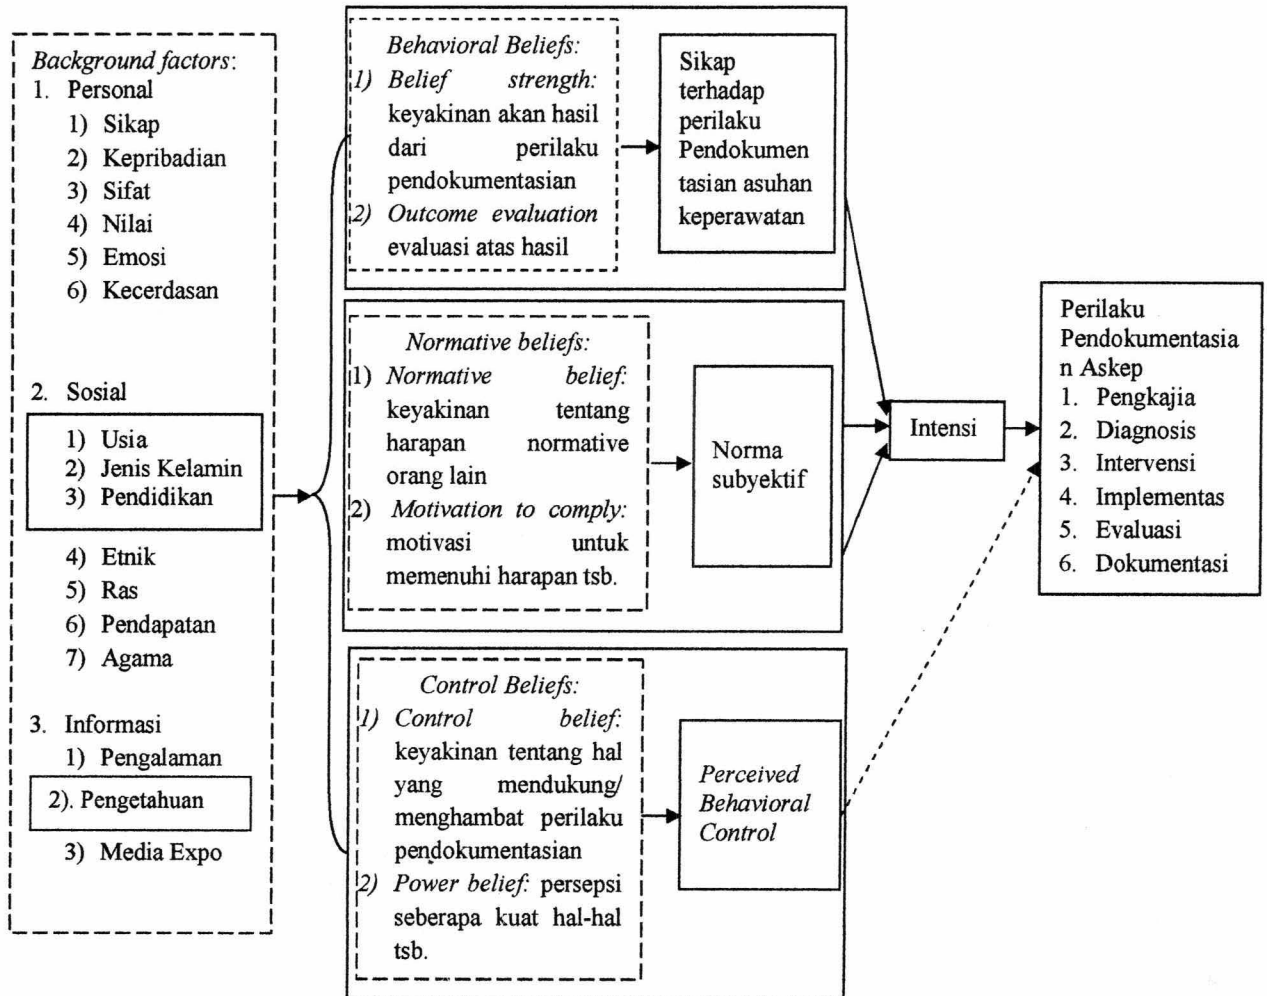 Background factors:
1. Personal
1) Sikap
2) Kepribadian
3) Sifat
4) Nilai
5) Emosi
6) Kecerdasan
2. Sosial
1) Usia
2) Jenis Kelamin
3) Pendidikan
4) Etnik
5) Ras
6) Pendapatan
7) Agama
3. Informasi
1) Pengalaman
2). Pengetahuan
3) Media Expo
Behavioral Beliefs:
1) Belief strength:
keyakinan akan hasil
dari perilaku
pendokumentasian
2) Outcome evaluation
evaluasi atas hasil
Sikap
terhadap
perilaku
Pendokumen
tasian asuhan
keperawatan
Normative beliefs:
1) Normative belief:
keyakinan tentang
harapan normative
orang lain
2) Motivation to comply:
motivasi untuk
memenuhi harapan tsb.
Norma
subyektif
Control Beliefs:
1) Control belief:
keyakinan tentang hal
yang mendukung/
menghambat perilaku
pendokumentasian
2) Power belief: persepsi
seberapa kuat hal-hal
tsb.
Perceived
Behavioral
Control
Intensi
Perilaku
Pendokumentasia
n Askep
1. Pengkajia
2. Diagnosis
3. Intervensi
4. Implementas
5. Evaluasi
6. Dokumentasi